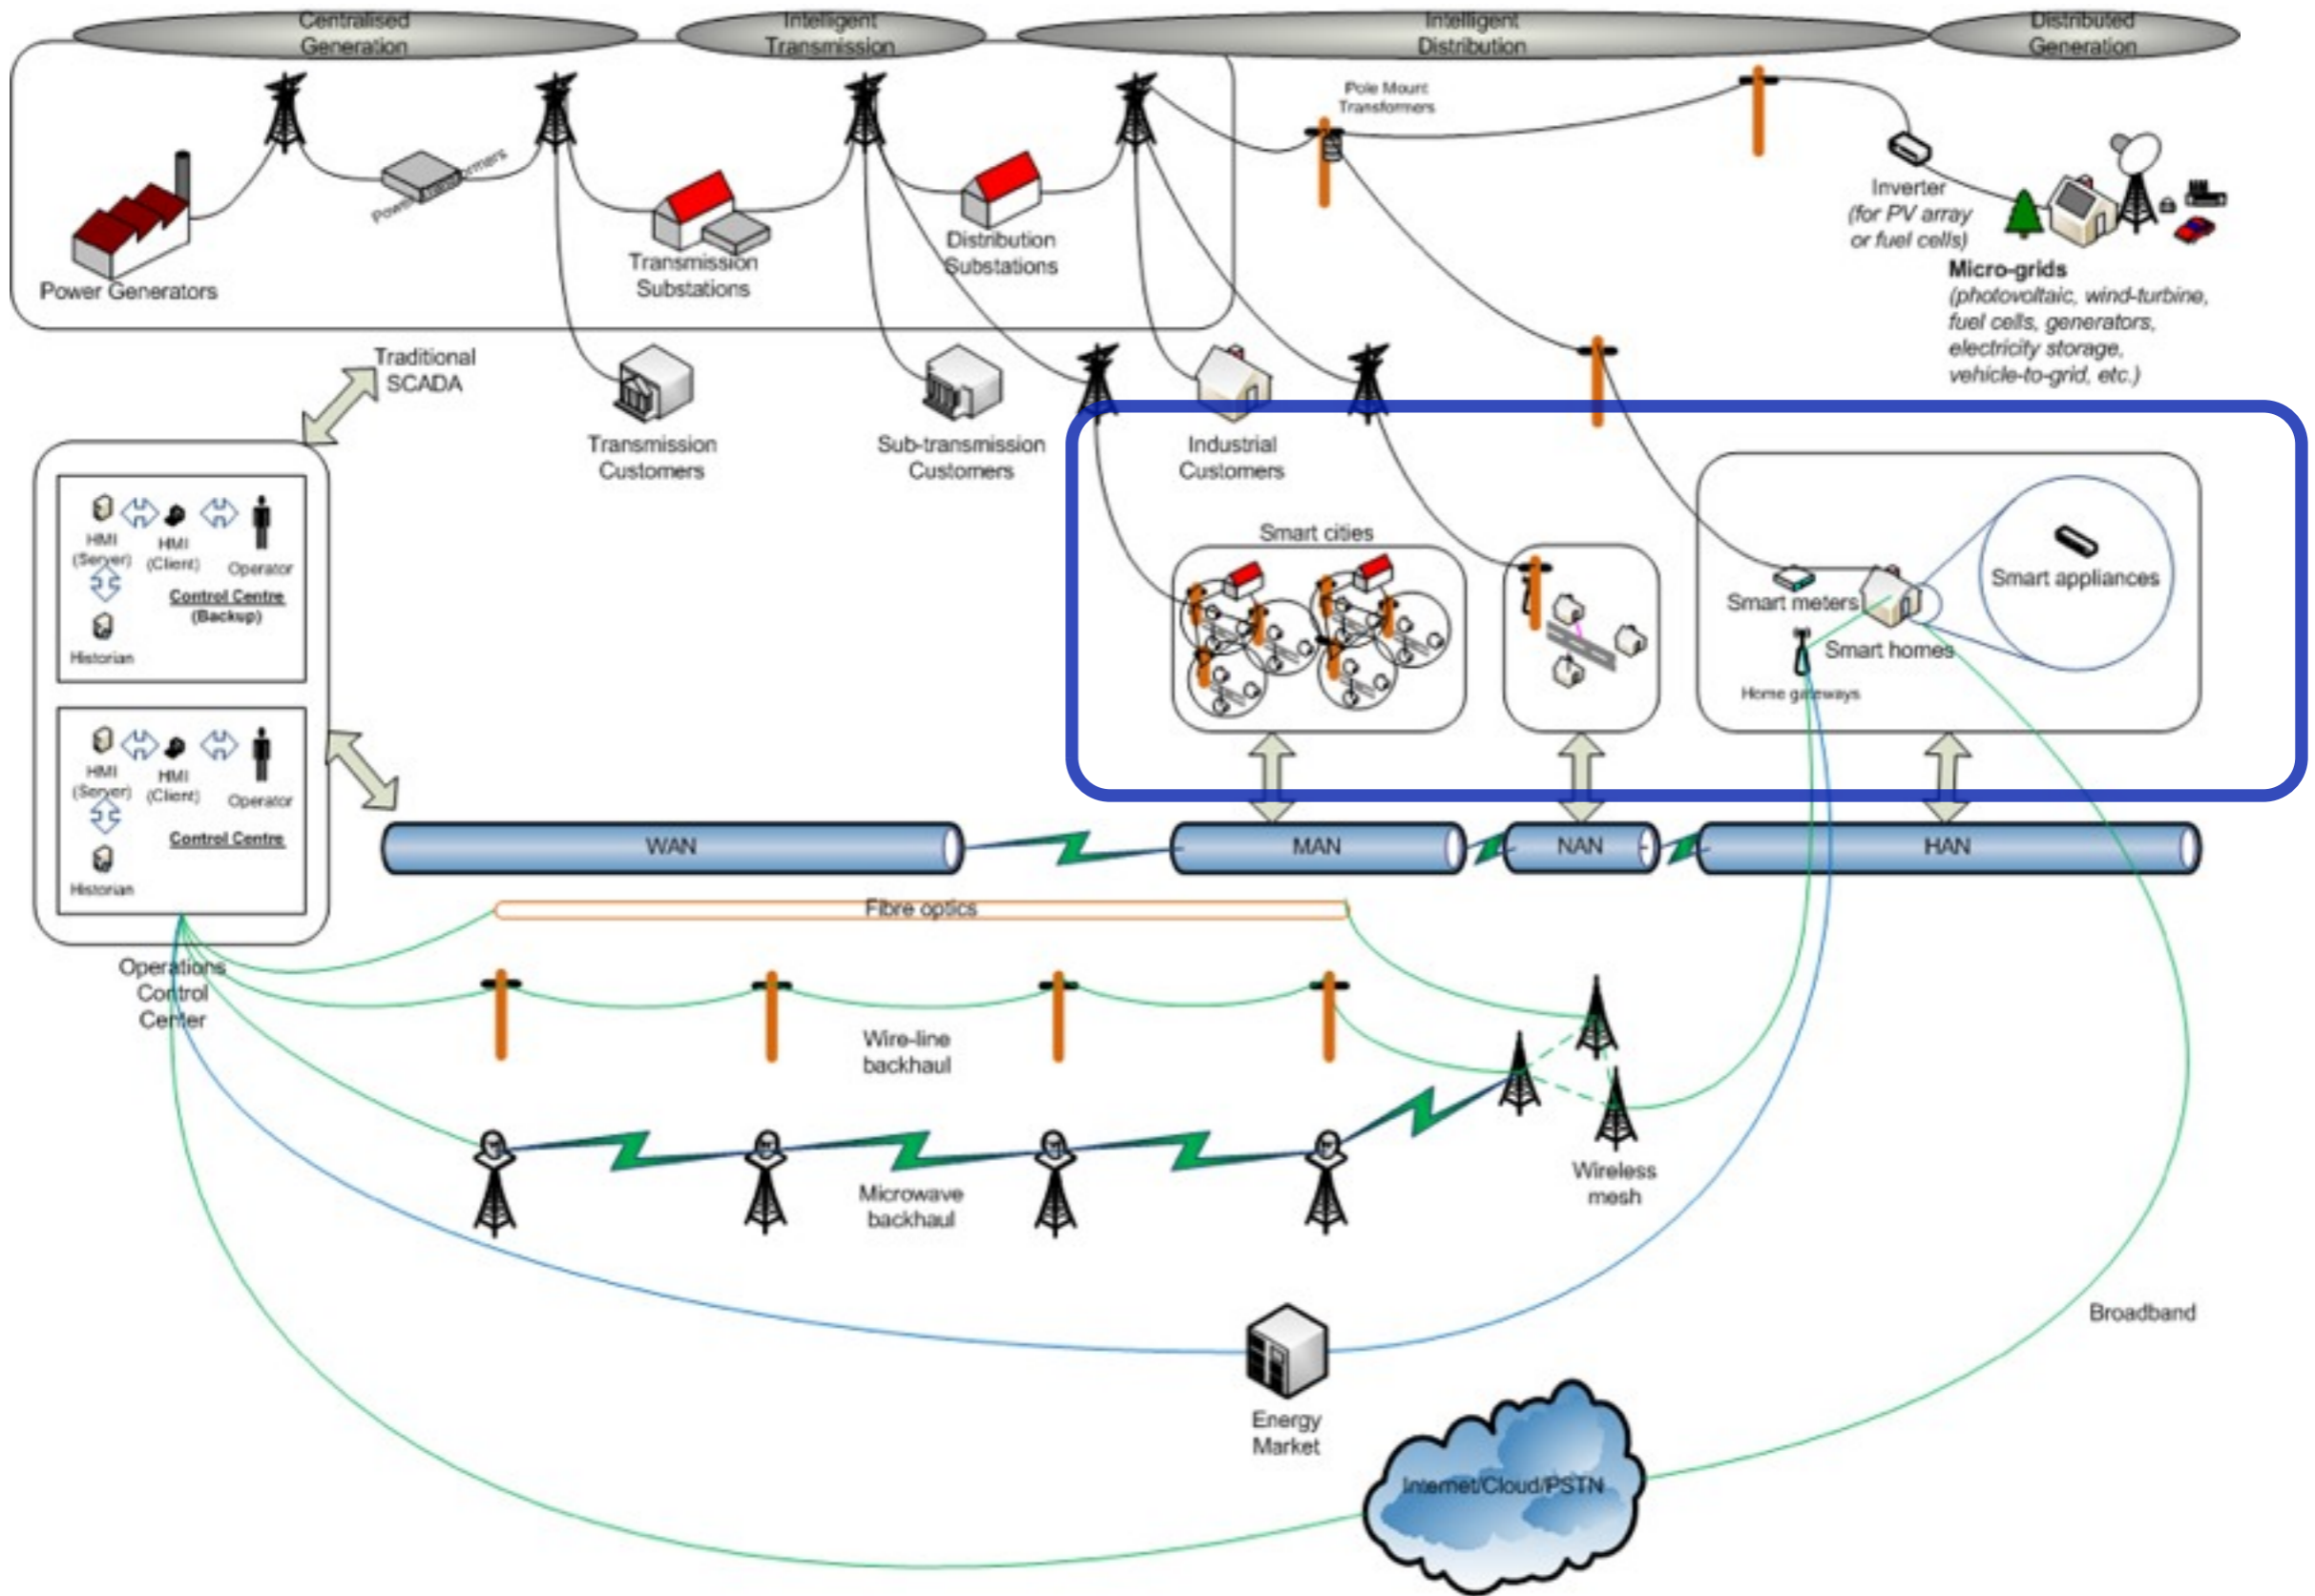 Centralised
Generation
Intelligent
Transmission
Intelligent
Distribution
Distributed
Generation
Pole Mount
Transformers
Power Transformers
Power Generators
Transmission
Substations
Distribution
Substations
Inverter
(for PV array
or fuel cells)
Micro-grids
(photovoltaic, wind-turbine,
fuel cells, generators,
electricity storage,
vehicle-to-grid, etc.)
Traditional
SCADA
Transmission
Customers
Sub-transmission
Customers
Industrial
Customers
Smart cities
Smart meters
Smart homes
Home gateways
Smart appliances
HMI
(Server)
HMI
(Client)
Operator
Control Centre
(Backup)
Historian
HMI
(Server)
HMI
(Client)
Operator
Control Centre
Historian
Operations
Control
Center
WAN
MAN
NAN
HAN
Fibre optics
Wire-line
backhaul
Microwave
backhaul
Wireless
mesh
Broadband
Energy
Market
Internet/Cloud/PSTN